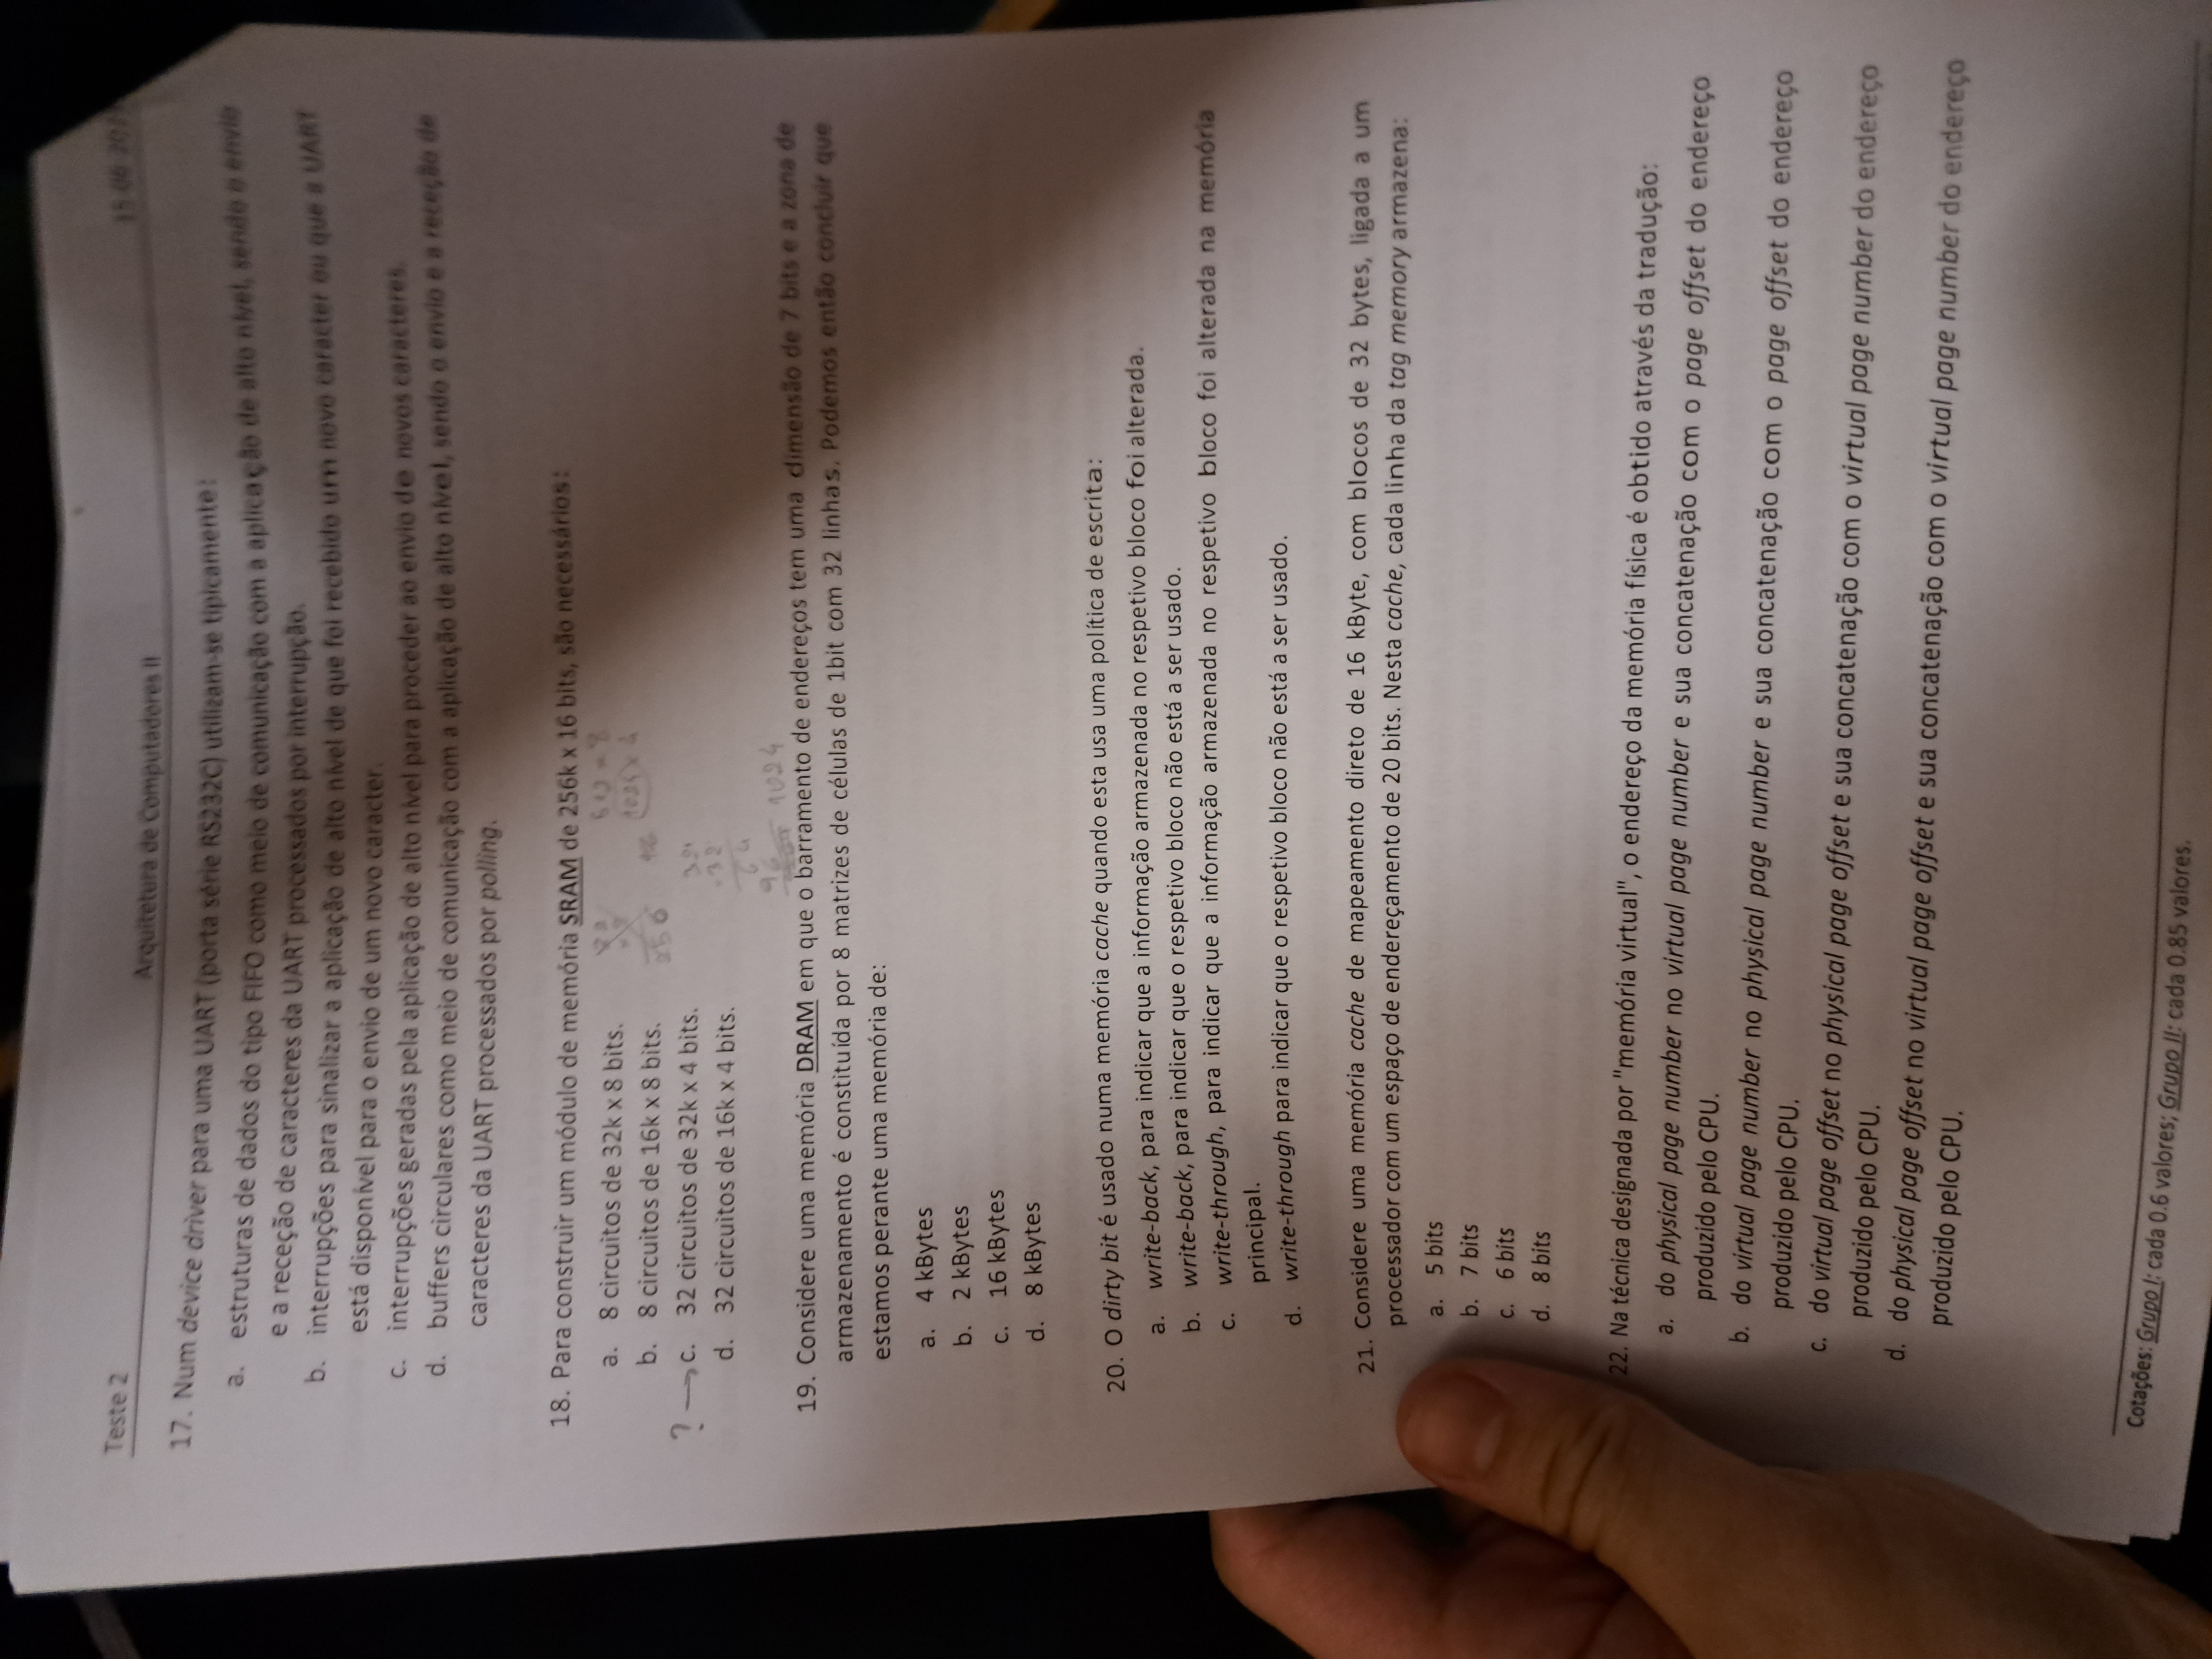 Teste 2
Arquitetura de Computadores II
17. Num device driver para uma UART (porta série RS232C) utilizam-se tipicamente:
a. estruturas de dados do tipo FIFO como meio de comunicação com a aplicação de alto nível, sendo o envio
e a receção de caracteres da UART processados por interrupção.
b. interrupções para sinalizar a aplicação de alto nível de que foi recebido um novo caracter ou que a UART
está disponível para o envio de um novo caracter.
c. interrupções geradas pela aplicação de alto nível para proceder ao envio de novos caracteres.
d. buffers circulares como meio de comunicação com a aplicação de alto nível, sendo o envio e a receção de
caracteres da UART processados por polling.
18. Para construir um módulo de memória SRAM de 256k x 16 bits, são necessários:
a. 8 circuitos de 32k x 8 bits.
b. 8 circuitos de 16k x 8 bits.
? → c. 32 circuitos de 32k x 4 bits.
d. 32 circuitos de 16k x 4 bits.
256
32
64
96
1024
19. Considere uma memória DRAM em que o barramento de endereços tem uma dimensão de 7 bits e a zona de
armazenamento é constituída por 8 matrizes de células de 1bit com 32 linhas. Podemos então concluir que
estamos perante uma memória de:
a. 4 kBytes
b. 2 kBytes
c. 16 kBytes
d. 8 kBytes
20. O dirty bit é usado numa memória cache quando esta usa uma política de escrita:
a. write-back, para indicar que a informação armazenada no respetivo bloco foi alterada.
b. write-back, para indicar que o respetivo bloco não está a ser usado.
c. write-through, para indicar que a informação armazenada no respetivo bloco foi alterada na memória
principal.
d. write-through para indicar que o respetivo bloco não está a ser usado.
21. Considere uma memória cache de mapeamento direto de 16 kByte, com blocos de 32 bytes, ligada a um
processador com um espaço de endereçamento de 20 bits. Nesta cache, cada linha da tag memory armazena:
a. 5 bits
b. 7 bits
c. 6 bits
d. 8 bits
22. Na técnica designada por "memória virtual", o endereço da memória física é obtido através da tradução:
a. do physical page number no virtual page number e sua concatenação com o page offset do endereço
produzido pelo CPU.
b. do virtual page number no physical page number e sua concatenação com o page offset do endereço
produzido pelo CPU.
c. do virtual page offset no physical page offset e sua concatenação com o virtual page number do endereço
produzido pelo CPU.
d. do physical page offset no virtual page offset e sua concatenação com o virtual page number do endereço
produzido pelo CPU.
Cotações: Grupo I: cada 0.6 valores; Grupo II: cada 0.85 valores.